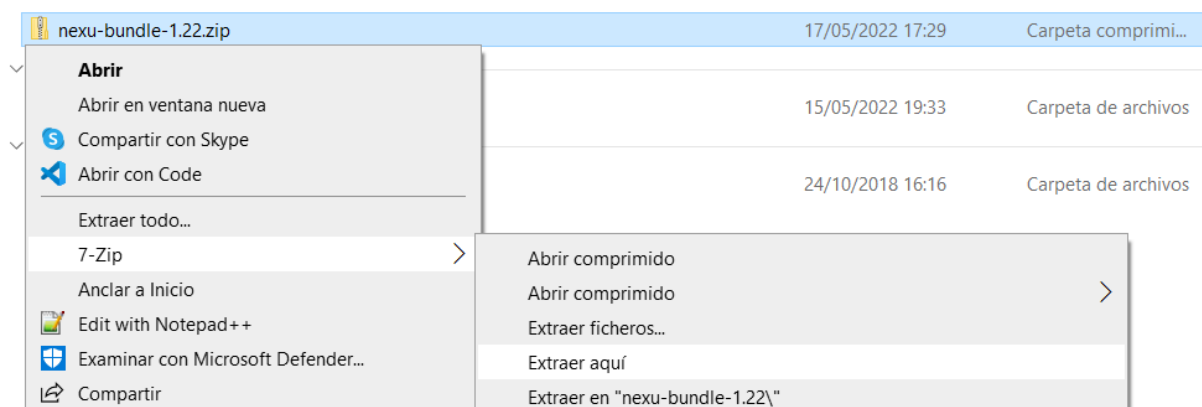 nexu-bundle-1.22.zip 17/05/2022 17:29 Carpeta comprimi...
Abrir
Abrir en ventana nueva 15/05/2022 19:33 Carpeta de archivos
Compartir con Skype
Abrir con Code 24/10/2018 16:16 Carpeta de archivos
Extraer todo...
7-Zip
Anclar a Inicio
Edit with Notepad++
Examinar con Microsoft Defender...
Compartir
Abrir comprimido
Abrir comprimido
Extraer ficheros...
Extraer aquí
Extraer en "nexu-bundle-1.22\"